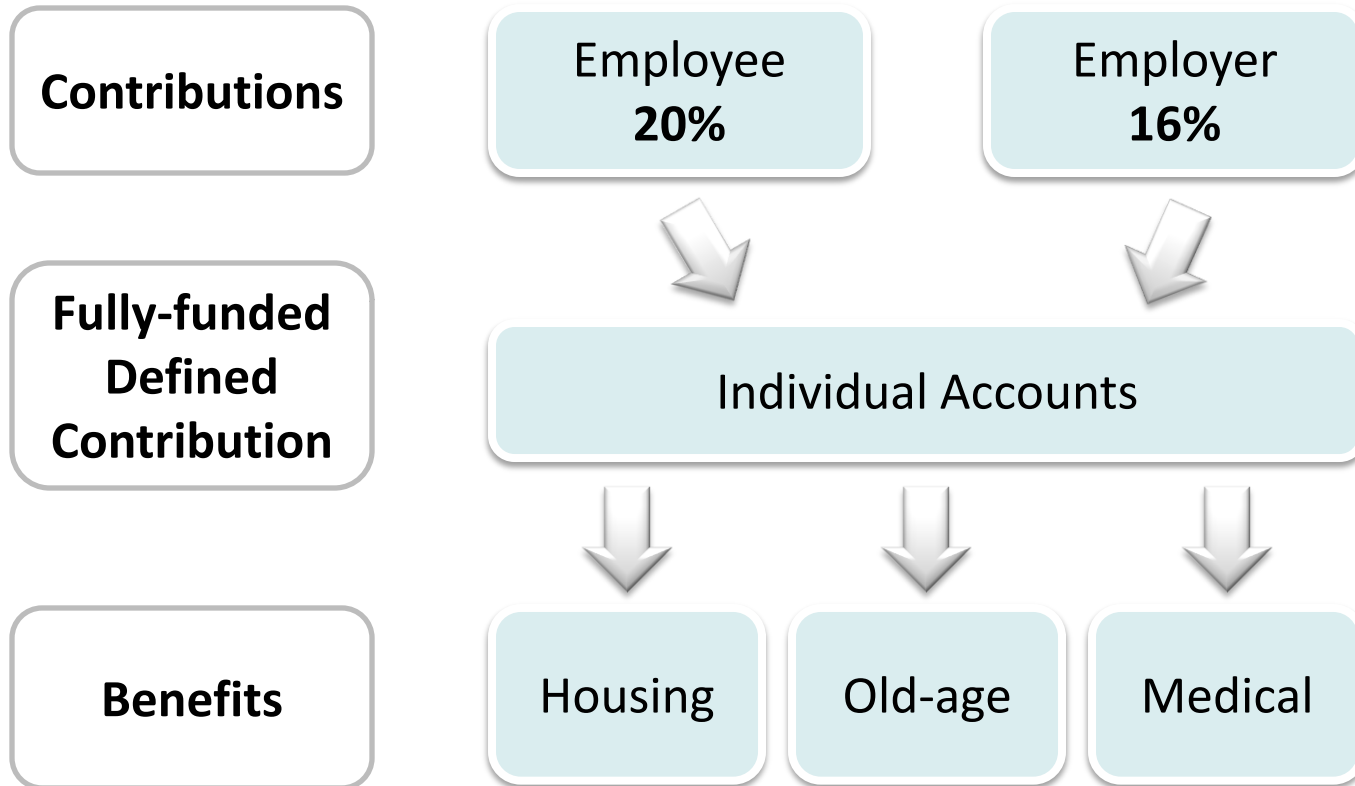 Contributions
Employee
20%
Employer
16%
Fully-funded
Defined
Contribution
Individual Accounts
Benefits
Housing
Old-age
Medical